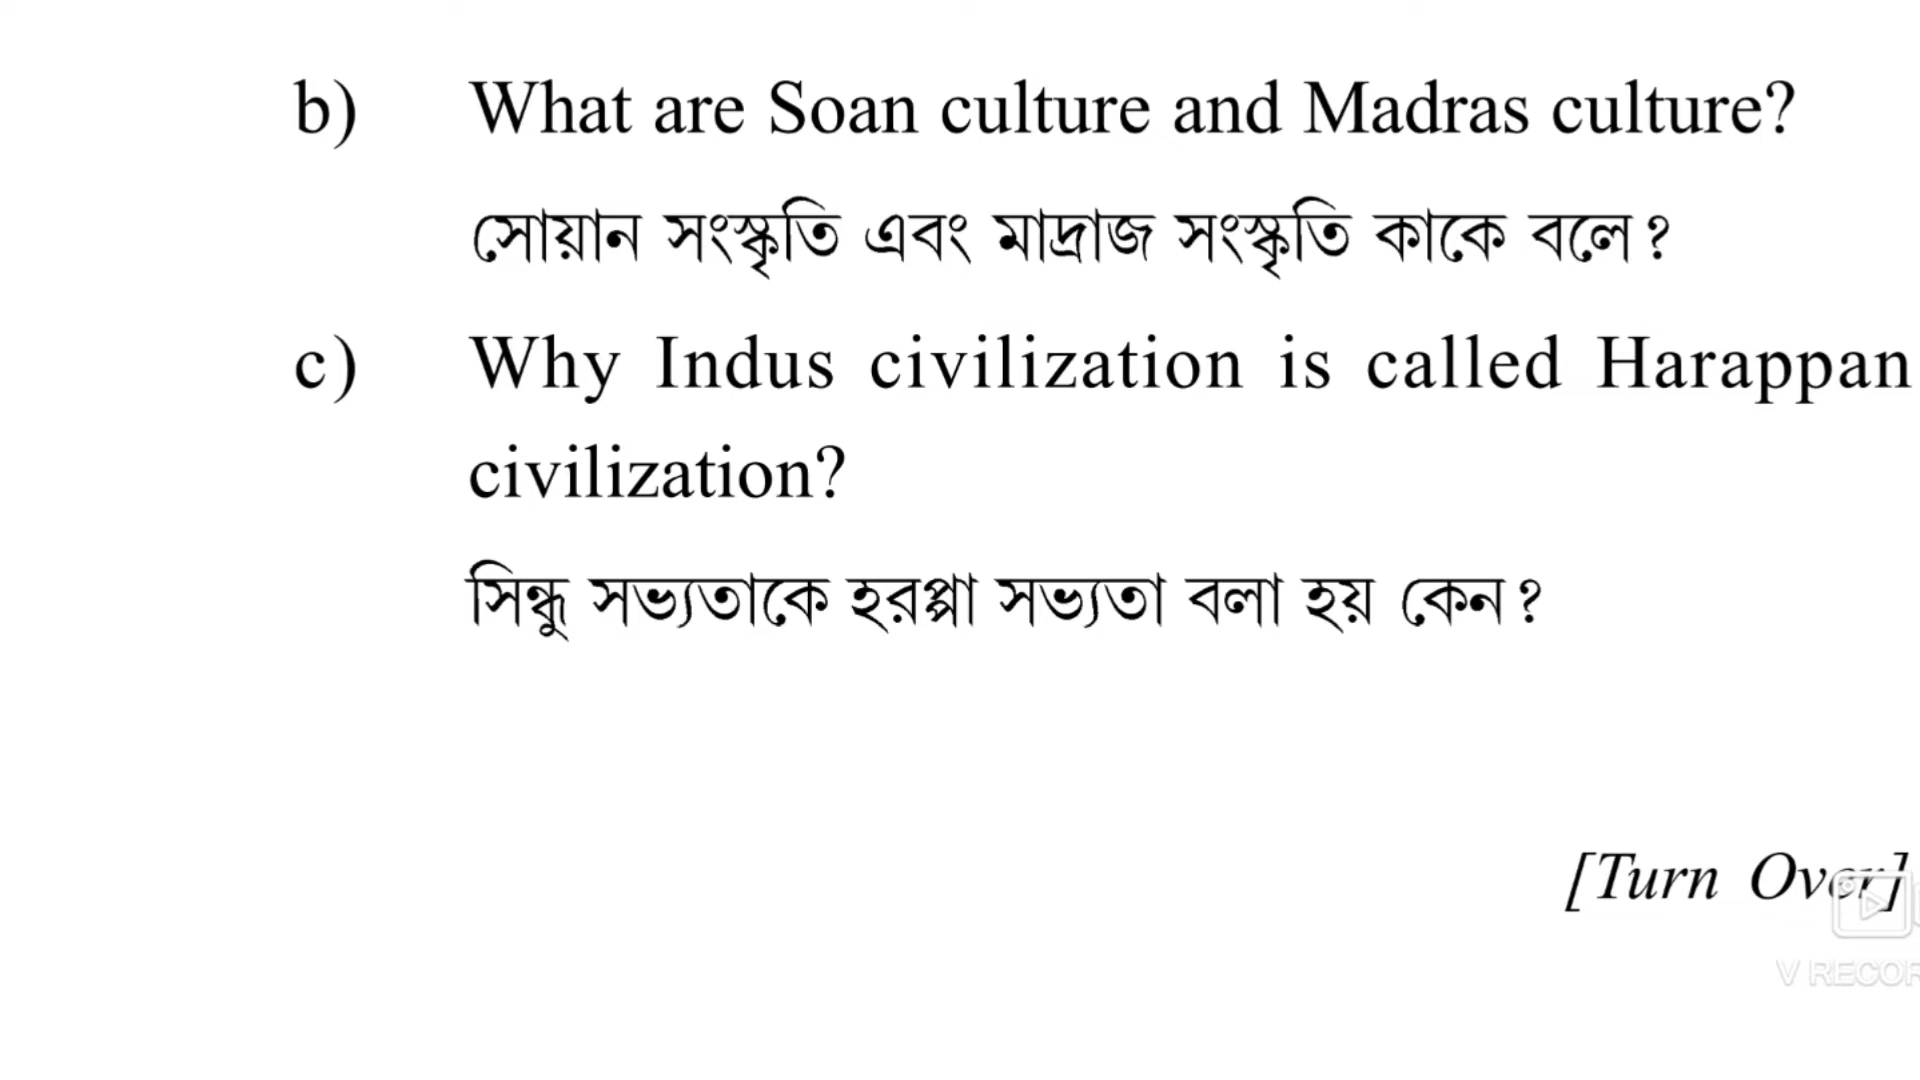 b) What are Soan culture and Madras culture?
সোয়ান সংস্কৃতি এবং মাদ্রাজ সংস্কৃতি কাকে বলে?
c) Why Indus civilization is called Harappan
civilization?
সিন্ধু সভ্যতাকে হরপ্পা সভ্যতা বলা হয় কেন?
[Turn Over]
V RECOR